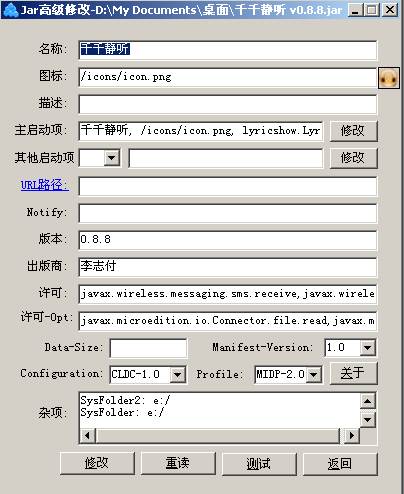 Jar高级修改-D:\My Documents\桌面\千千静听 v0.8.8.jar
名称: 千千静听
图标: /icons/icon.png
描述:
主启动项: 千千静听, /icons/icon.png, lyricshow.Lyr 修改
其他启动项 修改
URL路径:
Notify:
版本: 0.8.8
出版商: 李志付
许可: javax.wireless.messaging.sms.receive,javax.wirele
许可-Opt: javax.microedition.io.Connector.file.read,javax.m
Data-Size: Manifest-Version: 1.0
Configuration: CLDC-1.0 Profile: MIDP-2.0 关于
杂项: SysFolder2: e:/
SysFolder: e:/
修改 重读 测试 返回